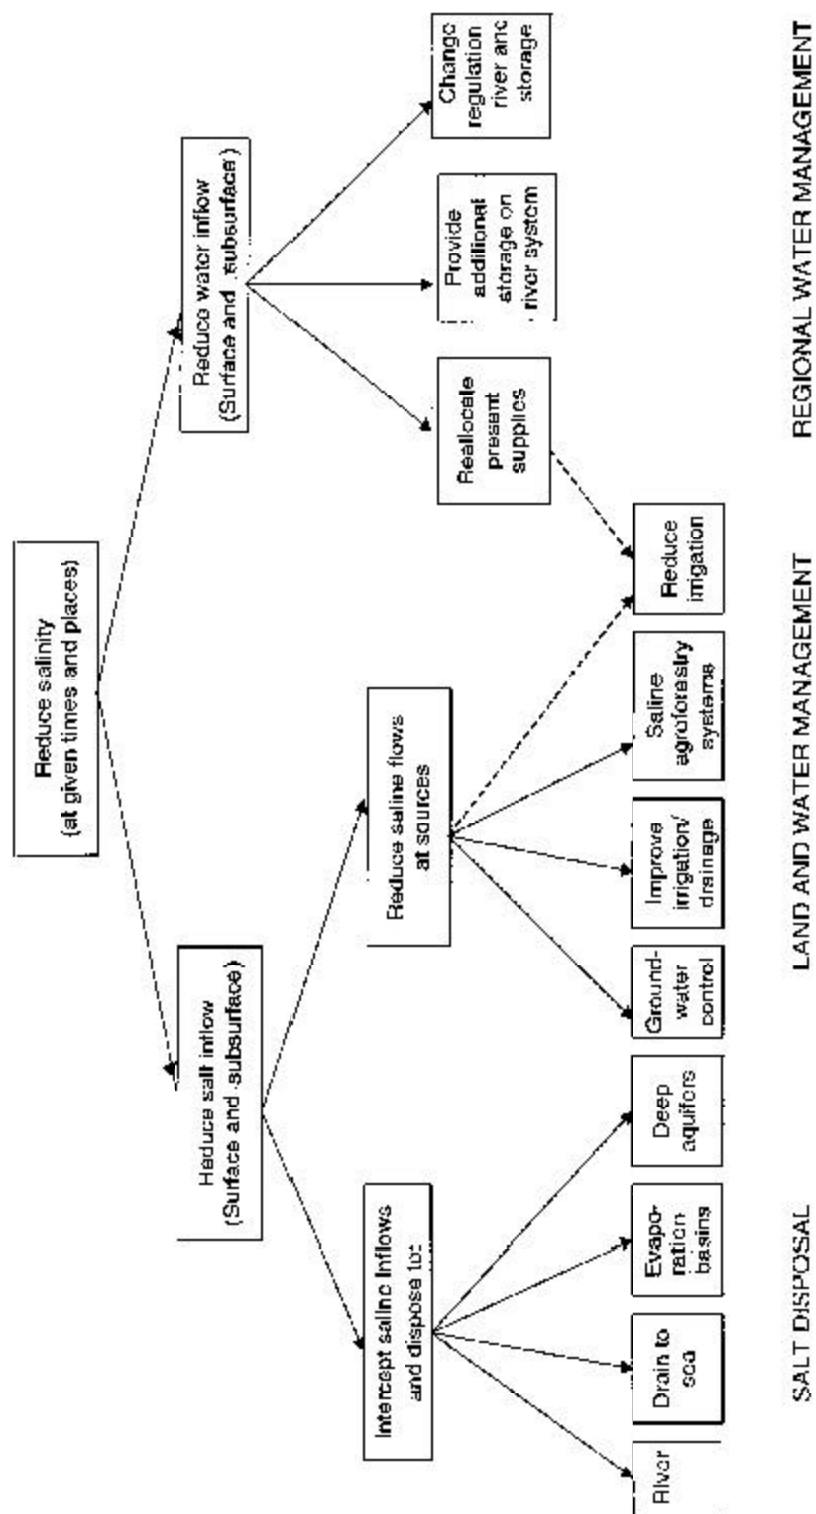 Reduce salinity
(at given times and places)
Reduce salt inflow
(Surface and .subsurface)
Reduce water inflow
(Surface and .subsurface)
Intercept saline inflows
and dispose to:
Reduce saline flows
at sources
Reallocate
present
supplies
Provide
additional
storage on
river system
Change
regulation
river and
storage
River
Drain to
sea
Evapo-
ration
basins
Deep
aquifers
Ground-
water
control
Improve
irrigation/
drainage
Saline
agroforestry
systems
Reduce
irrigation
SALT DISPOSAL
LAND AND WATER MANAGEMENT
REGIONAL WATER MANAGEMENT